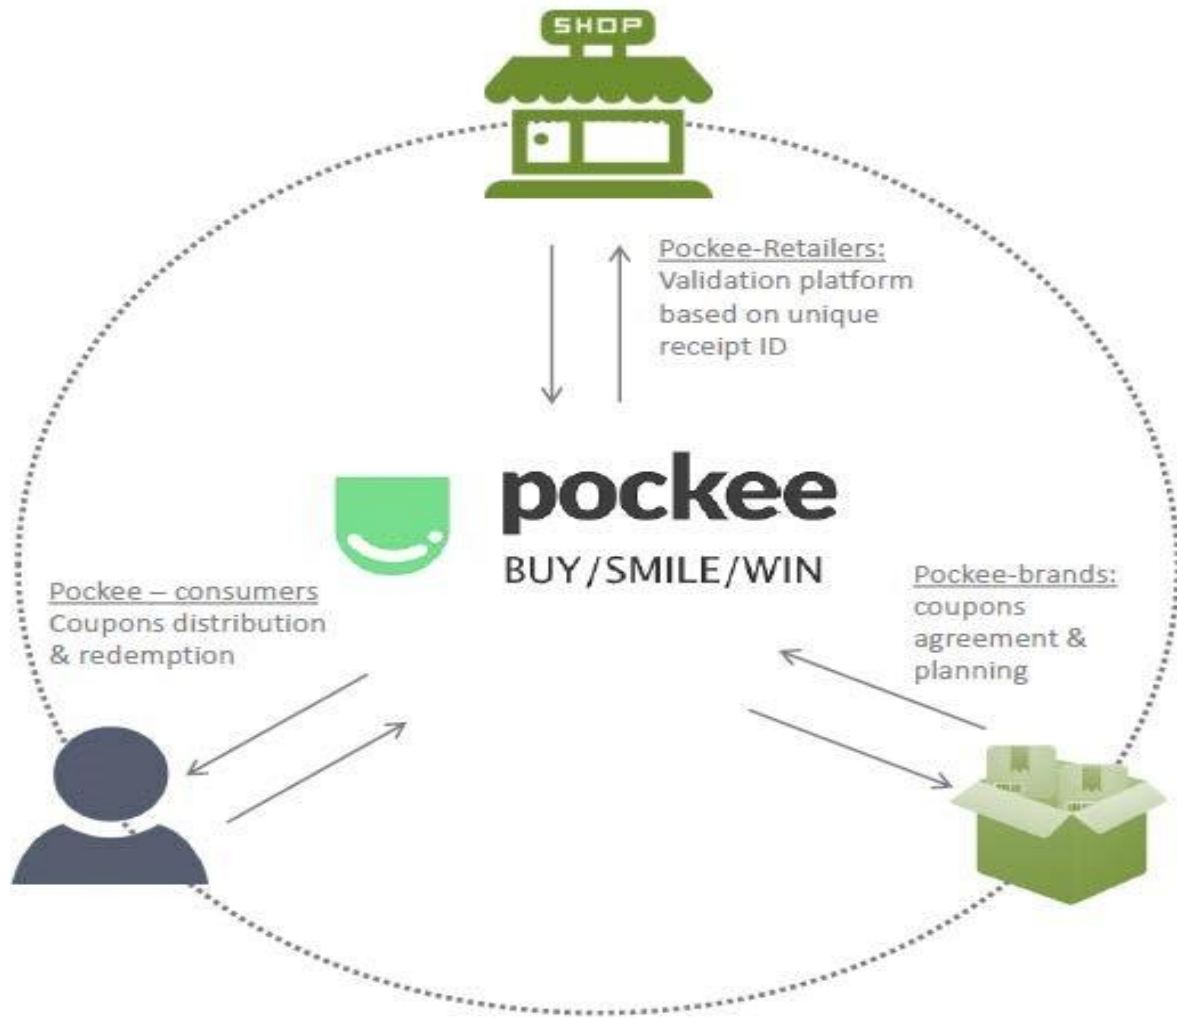 SHOP
Pockee-Retailers:
Validation platform
based on unique
receipt ID
pockee
BUY/SMILE/WIN
Pockee – consumers
Coupons distribution
& redemption
Pockee-brands:
coupons
agreement &
planning